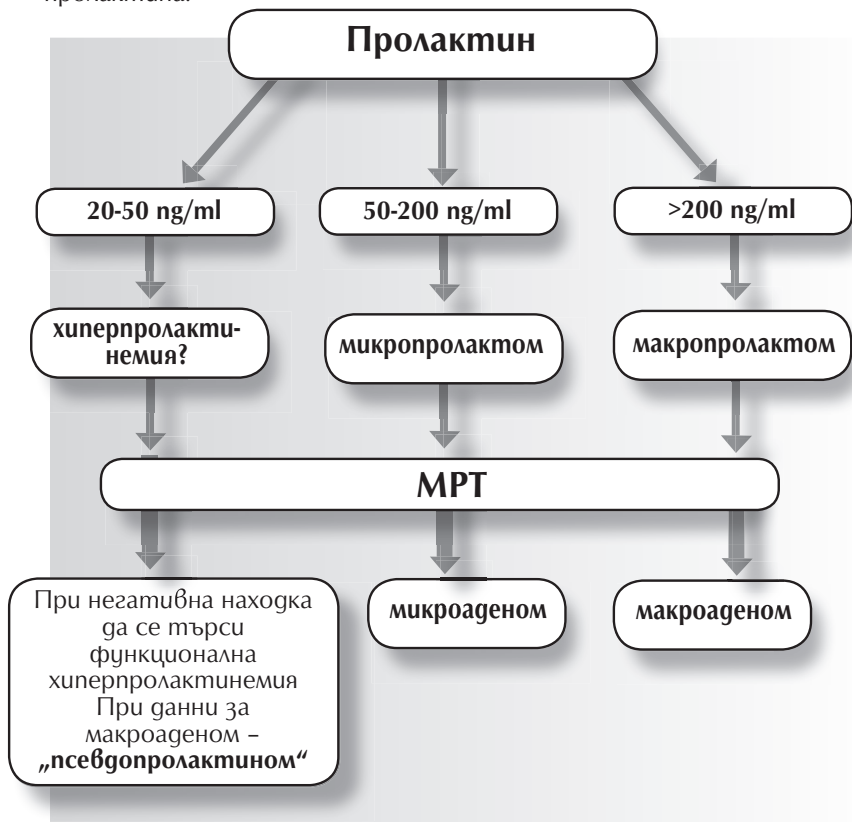 Пролактин
20-50 ng/ml
50-200 ng/ml
>200 ng/ml
хиперпролакти-
немия?
микропролактом
макропролактом
МРТ
При негативна находка
да се търси
функционална
хиперпролактинемия
При данни за
макроаденом –
„псевдопролактином“
микроаденом
макроаденом